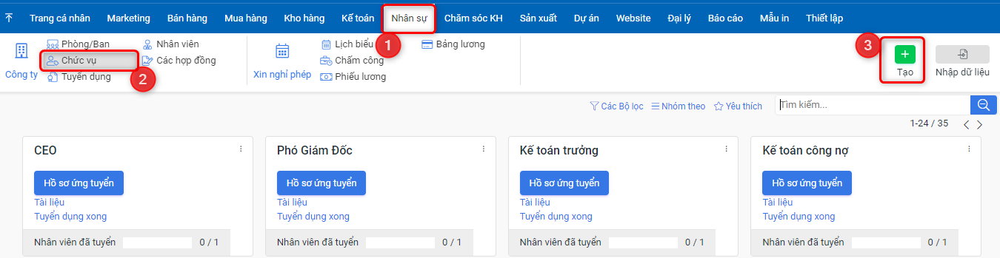 Trang cá nhân Marketing Bán hàng Mua hàng Kho hàng Kế toán Nhân sự Chăm sóc KH Sản xuất Dự án Website Đại lý Báo cáo Mẫu in Thiết lập
1
Công ty
Phòng/Ban
Chức vụ
Tuyển dụng
2
Nhân viên
Các hợp đồng
Xin nghỉ phép
Lịch biểu
Chấm công
Phiếu lương
Bảng lương
3
Tạo
Nhập dữ liệu
Các Bộ lọc Nhóm theo Yêu thích Tìm kiếm...
1-24 / 35
CEO
Hồ sơ ứng tuyển
Tài liệu
Tuyển dụng xong
Nhân viên đã tuyển 0 / 1
Phó Giám Đốc
Hồ sơ ứng tuyển
Tài liệu
Tuyển dụng xong
Nhân viên đã tuyển 0 / 1
Kế toán trưởng
Hồ sơ ứng tuyển
Tài liệu
Tuyển dụng xong
Nhân viên đã tuyển 0 / 1
Kế toán công nợ
Hồ sơ ứng tuyển
Tài liệu
Tuyển dụng xong
Nhân viên đã tuyển 0 / 1